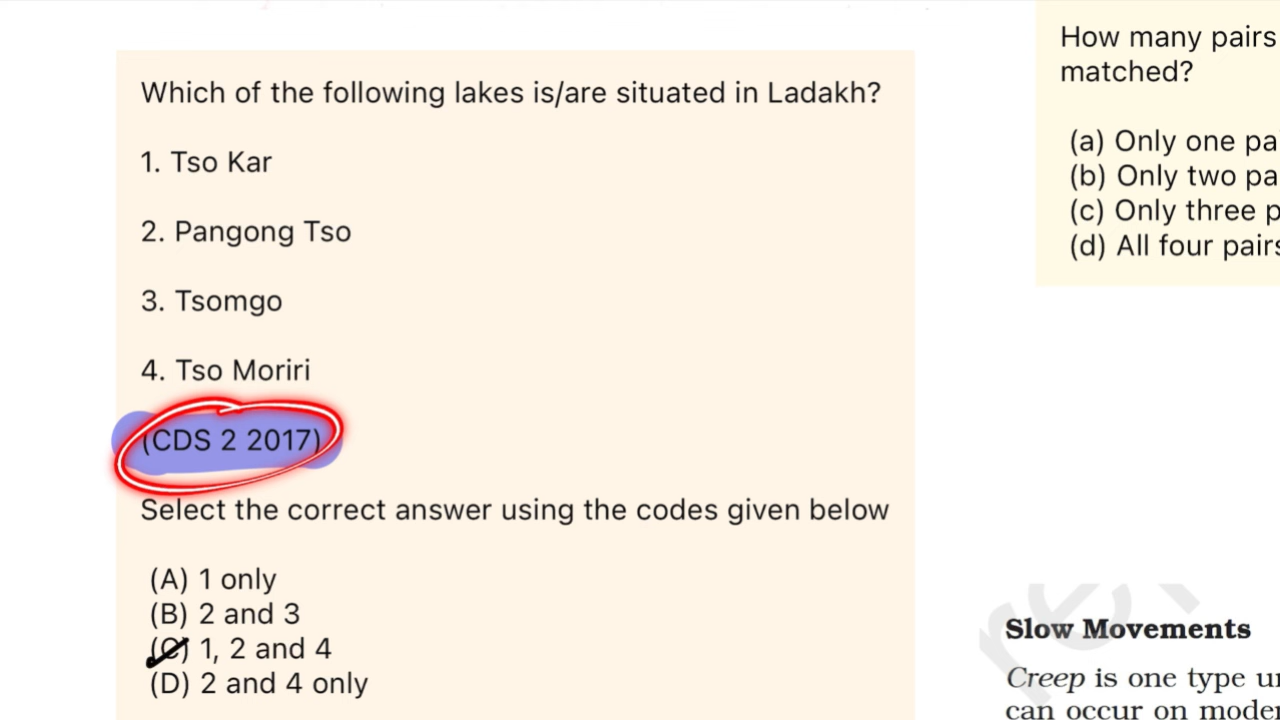 Which of the following lakes is/are situated in Ladakh?
1. Tso Kar
2. Pangong Tso
3. Tsomgo
4. Tso Moriri
(CDS 2 2017)
Select the correct answer using the codes given below
(A) 1 only
(B) 2 and 3
(C) 1, 2 and 4
(D) 2 and 4 only
How many pairs
matched?
(a) Only one pa
(b) Only two pa
(c) Only three p
(d) All four pairs
Slow Movements
Creep is one type
can occur on